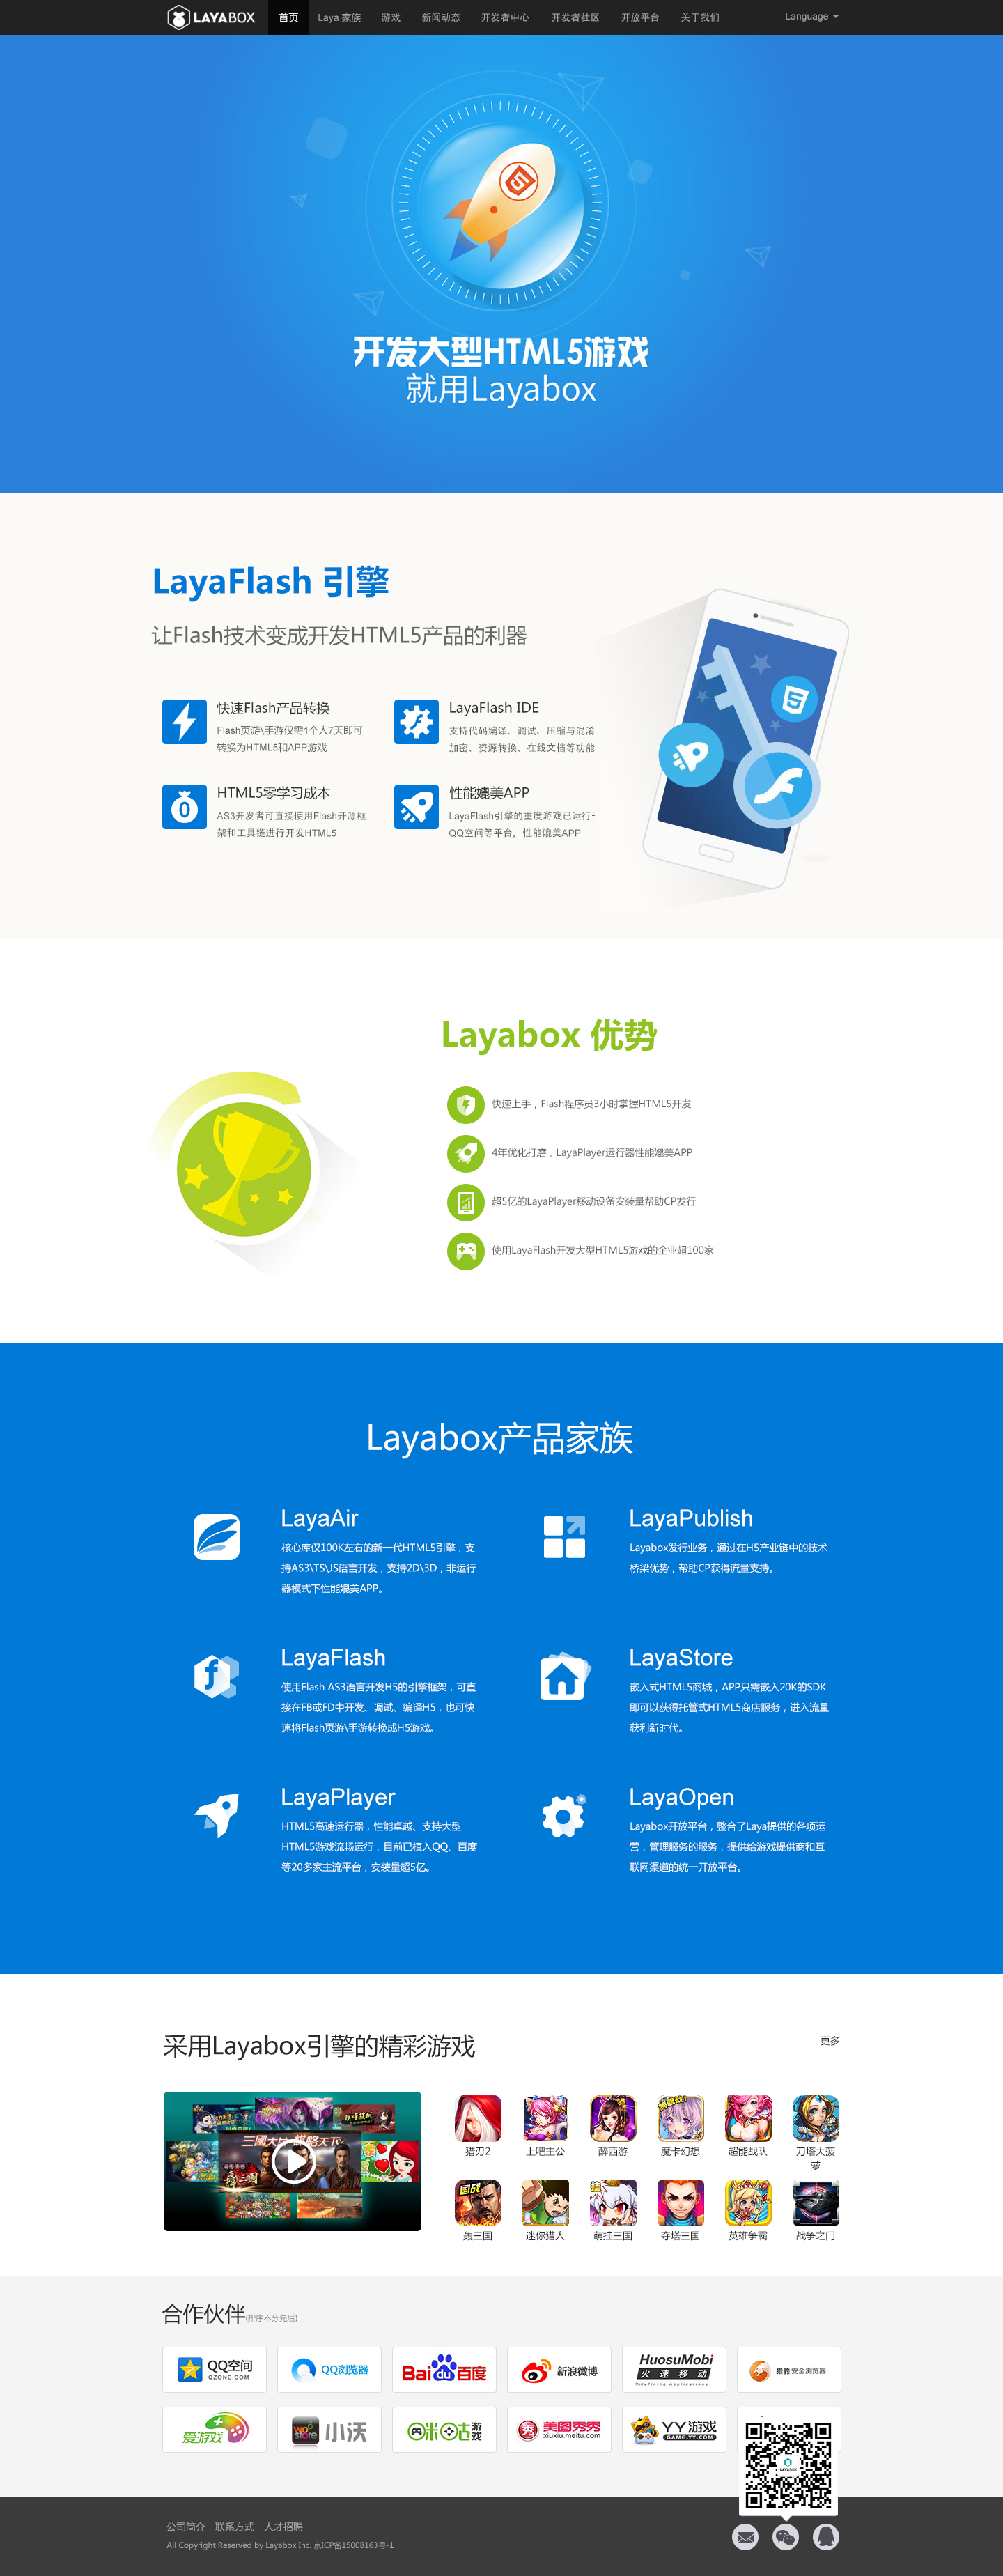 LAYABOX 首页 Laya 家族 游戏 新闻动态 开发者中心 开发者社区 开放平台 关于我们 Language
开发大型HTML5游戏
就用Layabox
LayaFlash 引擎
让Flash技术变成开发HTML5产品的利器
快速Flash产品转换
Flash页游\手游仅需1个人7天即可
转换为HTML5和APP游戏
LayaFlash IDE
支持代码编译、调试、压缩与混淆
加密、资源转换、在线文档等功能
HTML5零学习成本
AS3开发者可直接使用Flash开源框
架和工具链进行开发HTML5
性能媲美APP
LayaFlash引擎的重度游戏已运行于
QQ空间等平台，性能媲美APP
Layabox 优势
快速上手，Flash程序员3小时掌握HTML5开发
4年优化打磨，LayaPlayer运行器性能媲美APP
超5亿的LayaPlayer移动设备安装量帮助CP发行
使用LayaFlash开发大型HTML5游戏的企业超100家
Layabox产品家族
LayaAir
核心库仅100K左右的新一代HTML5引擎，支
持AS3\TS\JS语言开发，支持2D\3D，非运行
器模式下性能媲美APP。
LayaPublish
Layabox发行业务，通过在H5产业链中的技术
桥梁优势，帮助CP获得流量支持。
LayaFlash
使用Flash AS3语言开发H5的引擎框架，可直
接在FB或FD中开发、调试、编译H5，也可快
速将Flash页游\手游转换成H5游戏。
LayaStore
嵌入式HTML5商城，APP只需嵌入20K的SDK
即可以获得托管式HTML5商店服务，进入流量
获利新时代。
LayaPlayer
HTML5高速运行器，性能卓越、支持大型
HTML5游戏流畅运行，目前已植入QQ、百度
等20多家主流平台，安装量超5亿。
LayaOpen
Layabox开放平台，整合了Laya提供的各项运
营，管理服务的服务，提供给游戏提供商和互
联网渠道的统一开放平台。
采用Layabox引擎的精彩游戏
更多
猎刃2 上吧主公 醉西游 魔卡幻想 超能战队 刀塔大菠
萝
国战
轰三国 迷你猎人 萌挂三国 夺塔三国 英雄争霸 战争之门
合作伙伴(排序不分先后)
QQ空间
QZONE.COM
QQ浏览器
Bai百度
新浪微博
HuosuMobi
火速移动
Redefining Applications
猎豹安全浏览器
爱游戏
wo store 小沃
咪咕游戏
秀 美图秀秀
xiuxiu.meitu.com
YY游戏
GAME.YY.COM
LAYABOX
公司简介 联系方式 人才招聘
All Copyright Reserved by Layabox Inc. 京ICP备15008163号-1